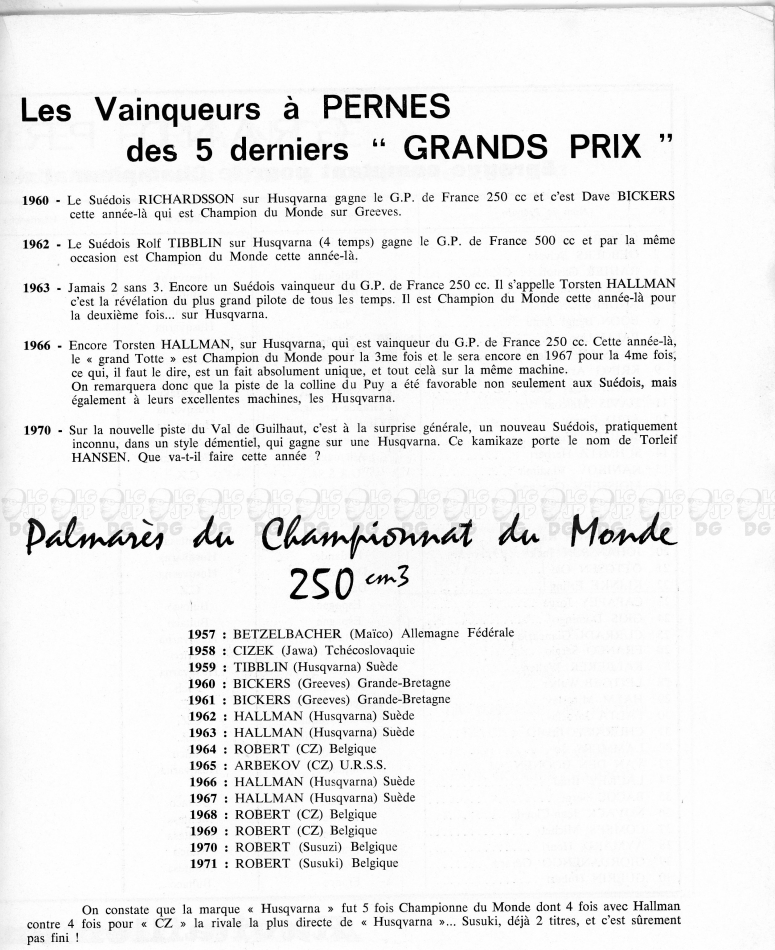 Les Vainqueurs à PERNES
des 5 derniers " GRANDS PRIX "
1960 - Le Suédois RICHARDSSON sur Husqvarna gagne le G.P. de France 250 cc et c'est Dave BICKERS
cette année-là qui est Champion du Monde sur Greeves.
1962 - Le Suédois Rolf TIBBLIN sur Husqvarna (4 temps) gagne le G.P. de France 500 cc et par la même
occasion est Champion du Monde cette année-là.
1963 - Jamais 2 sans 3. Encore un Suédois vainqueur du G.P. de France 250 cc. Il s'appelle Torsten HALLMAN
c'est la révélation du plus grand pilote de tous les temps. Il est Champion du Monde cette année-là pour
la deuxième fois... sur Husqvarna.
1966 - Encore Torsten HALLMAN, sur Husqvarna, qui est vainqueur du G.P. de France 250 cc. Cette année-là,
le « grand Totte » est Champion du Monde pour la 3me fois et le sera encore en 1967 pour la 4me fois,
ce qui, il faut le dire, est un fait absolument unique, et tout celà sur la même machine.
On remarquera donc que la piste de la colline du Puy a été favorable non seulement aux Suédois, mais
également à leurs excellentes machines, les Husqvarna.
1970 - Sur la nouvelle piste du Val de Guilhaut, c'est à la surprise générale, un nouveau Suédois, pratiquement
inconnu, dans un style démentiel, qui gagne sur une Husqvarna. Ce kamikaze porte le nom de Torleif
HANSEN. Que va-t-il faire cette année ?
Palmarès du Championnat du Monde
250 cm3
1957 : BETZELBACHER (Maïco) Allemagne Fédérale
1958 : CIZEK (Jawa) Tchécoslovaquie
1959 : TIBBLIN (Husqvarna) Suède
1960 : BICKERS (Greeves) Grande-Bretagne
1961 : BICKERS (Greeves) Grande-Bretagne
1962 : HALLMAN (Husqvarna) Suède
1963 : HALLMAN (Husqvarna) Suède
1964 : ROBERT (CZ) Belgique
1965 : ARBEKOV (CZ) U.R.S.S.
1966 : HALLMAN (Husqvarna) Suède
1967 : HALLMAN (Husqvarna) Suède
1968 : ROBERT (CZ) Belgique
1969 : ROBERT (CZ) Belgique
1970 : ROBERT (Susuzi) Belgique
1971 : ROBERT (Susuki) Belgique
On constate que la marque « Husqvarna » fut 5 fois Championne du Monde dont 4 fois avec Hallman
contre 4 fois pour « CZ » la rivale la plus directe de « Husqvarna »... Susuki, déjà 2 titres, et c'est sûrement
pas fini !